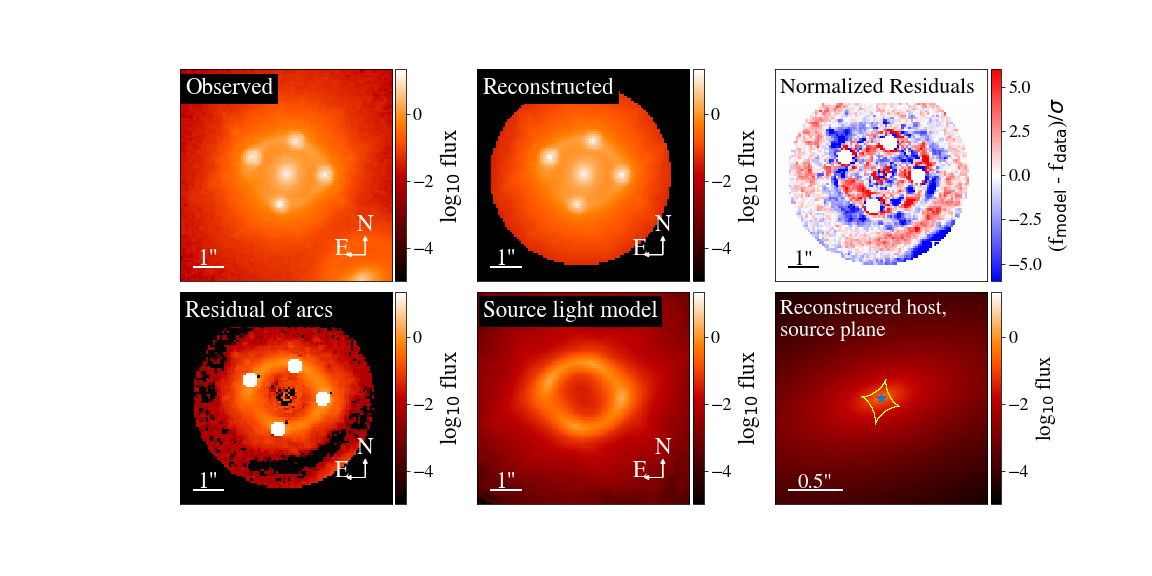 Observed
N
E
1"
0
−2
−4
log10 flux
Reconstructed
N
E
1"
0
−2
−4
log10 flux
Normalized Residuals
1"
5.0
2.5
0.0
−2.5
−5.0
(fmodel - fdata)/σ
Residual of arcs
N
E
1"
0
−2
−4
log10 flux
Source light model
N
E
1"
0
−2
−4
log10 flux
Reconstrucerd host,
source plane
0.5"
0
−2
−4
log10 flux